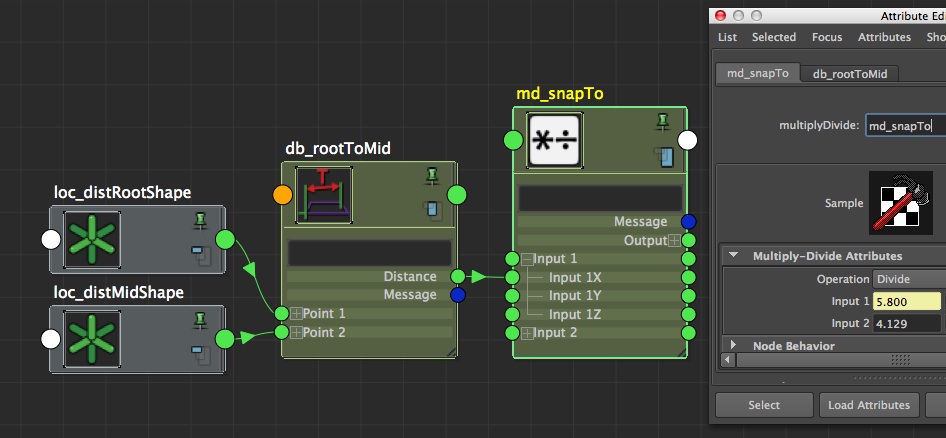 loc_distRootShape
loc_distMidShape
db_rootToMid
Distance
Message
Point 1
Point 2
md_snapTo
Message
Output
Input 1
Input 1X
Input 1Y
Input 1Z
Input 2
Attribute Edi
List Selected Focus Attributes Sho
md_snapTo db_rootToMid
multiplyDivide: md_snapTo
Sample
Multiply-Divide Attributes
Operation Divide
Input 1 5.800
Input 2 4.129
Node Behavior
Select Load Attributes